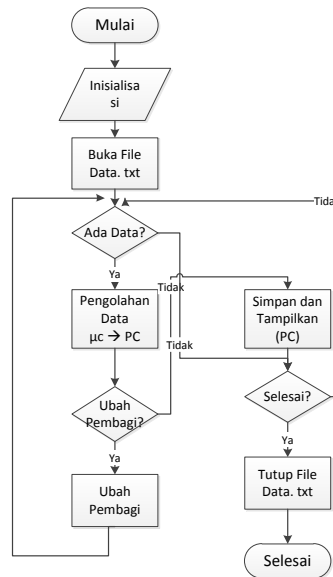 Mulai
Inisialisa
si
Buka File
Data. txt
Tida
Ada Data?
Ya
Tidak
Pengolahan
Data
µc → PC
Simpan dan
Tampilkan
(PC)
Tidak
Ubah
Pembagi?
Selesai?
Ya
Ya
Ubah
Pembagi
Tutup File
Data. txt
Selesai